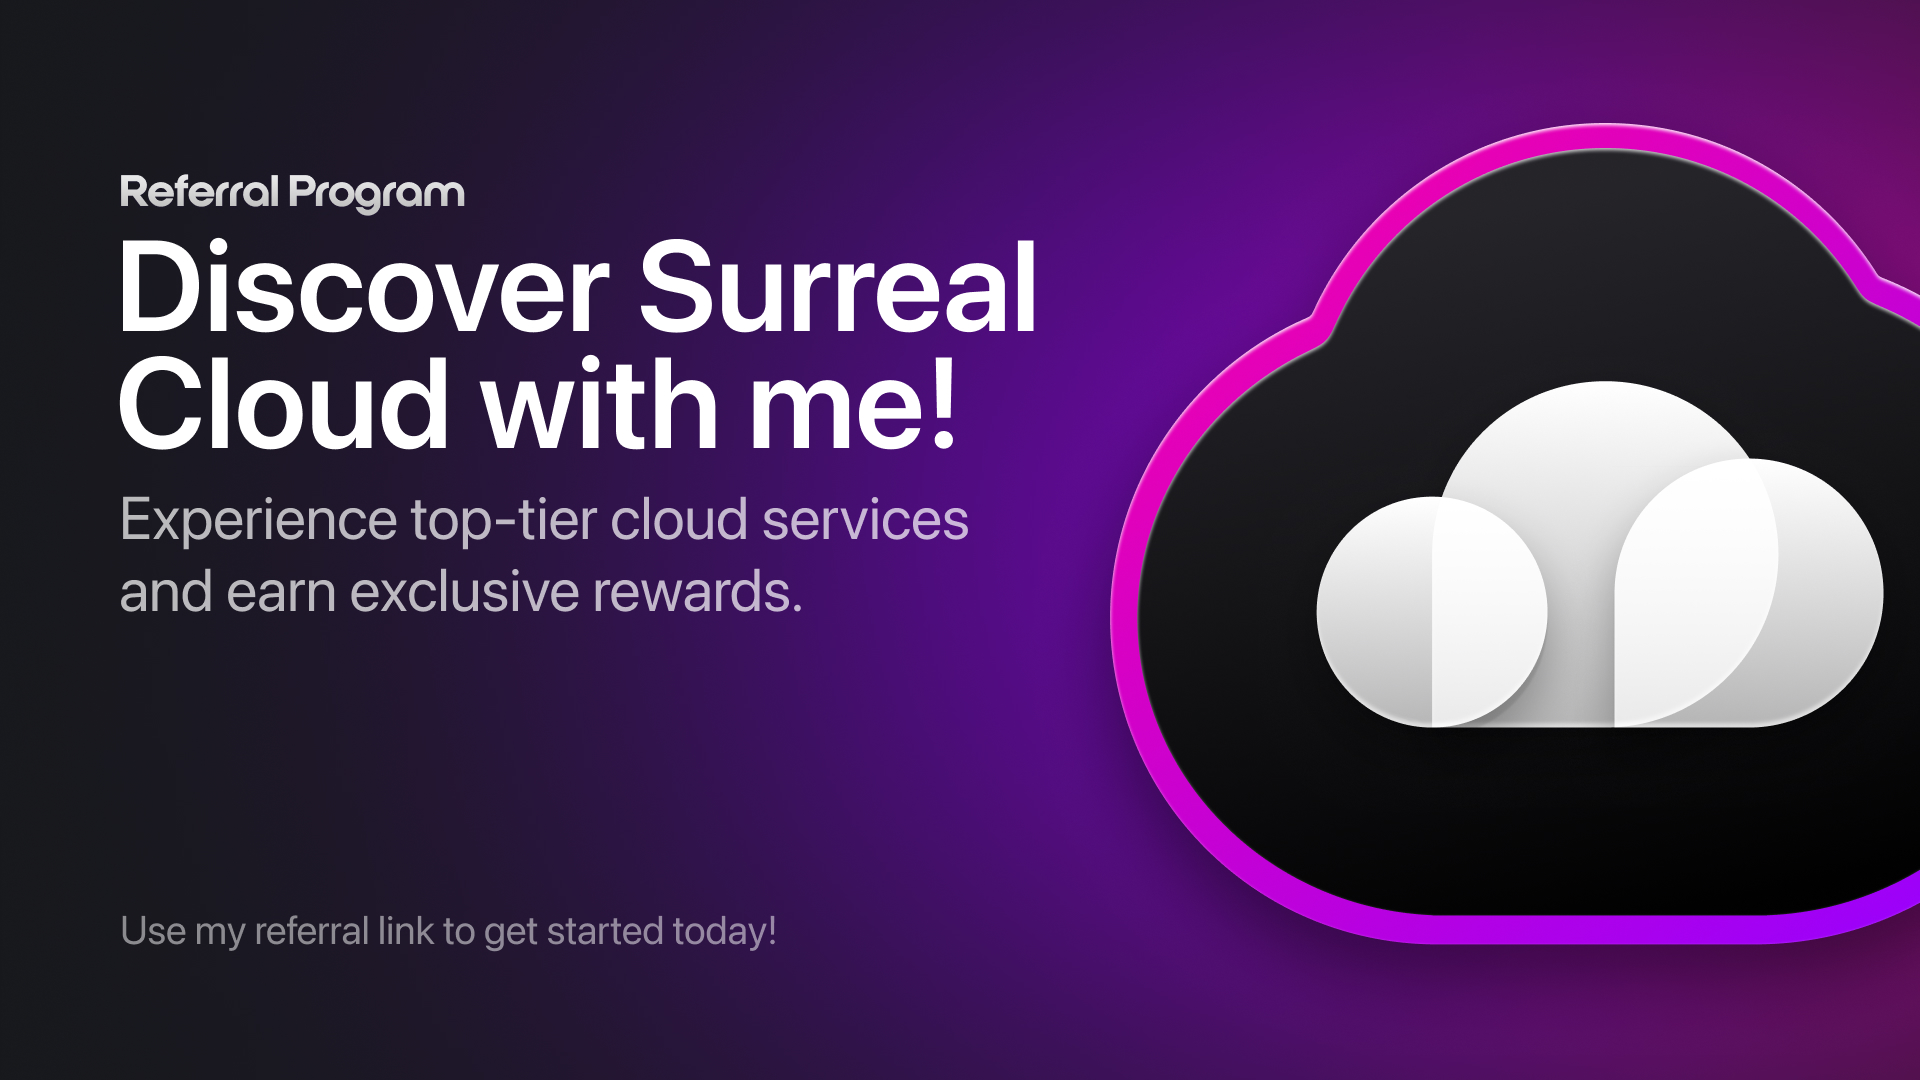 Referral Program
Discover Surreal
Cloud with me!
Experience top-tier cloud services
and earn exclusive rewards.
Use my referral link to get started today!